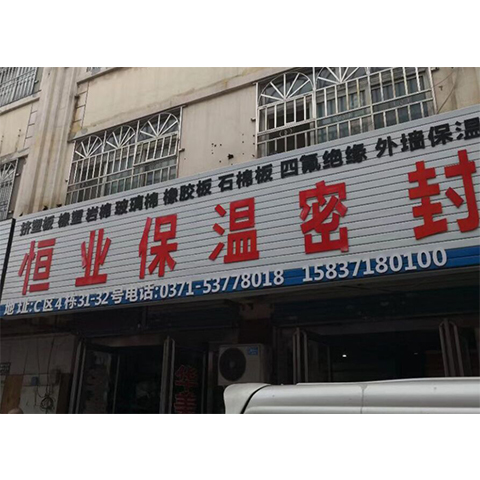 挤塑板 橡塑 岩棉 玻璃棉 橡胶板 石棉板 四氟绝缘 外墙保温
恒业保温密封
地址:C区4栋31-32号电话:0371-53778018 15837180100